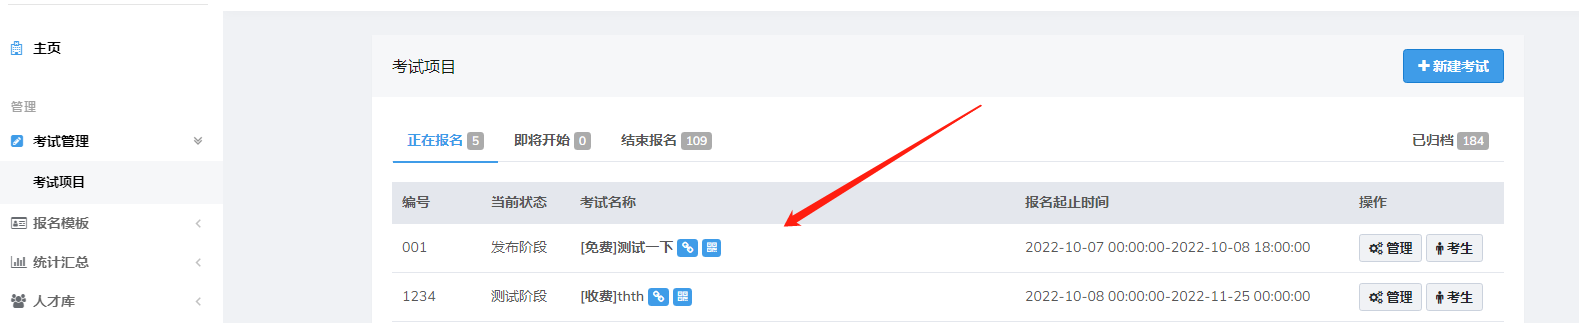 主页
管理
考试管理
考试项目
报名模板
统计汇总
人才库
考试项目
新建考试
正在报名 5 即将开始 0 结束报名 109 已归档 184
编号 当前状态 考试名称 报名起止时间 操作
001 发布阶段 [免费]测试一下 2022-10-07 00:00:00-2022-10-08 18:00:00 管理 考生
1234 测试阶段 [收费]thth 2022-10-08 00:00:00-2022-11-25 00:00:00 管理 考生